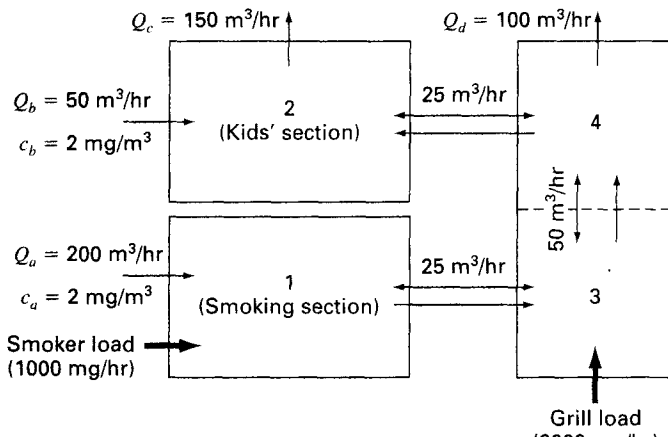 Q_c = 150 m³/hr
Q_d = 100 m³/hr
Q_b = 50 m³/hr
c_b = 2 mg/m³
2
(Kids' section)
25 m³/hr
4
50 m³/hr
Q_a = 200 m³/hr
c_a = 2 mg/m³
1
(Smoking section)
25 m³/hr
3
Smoker load
(1000 mg/hr)
Grill load